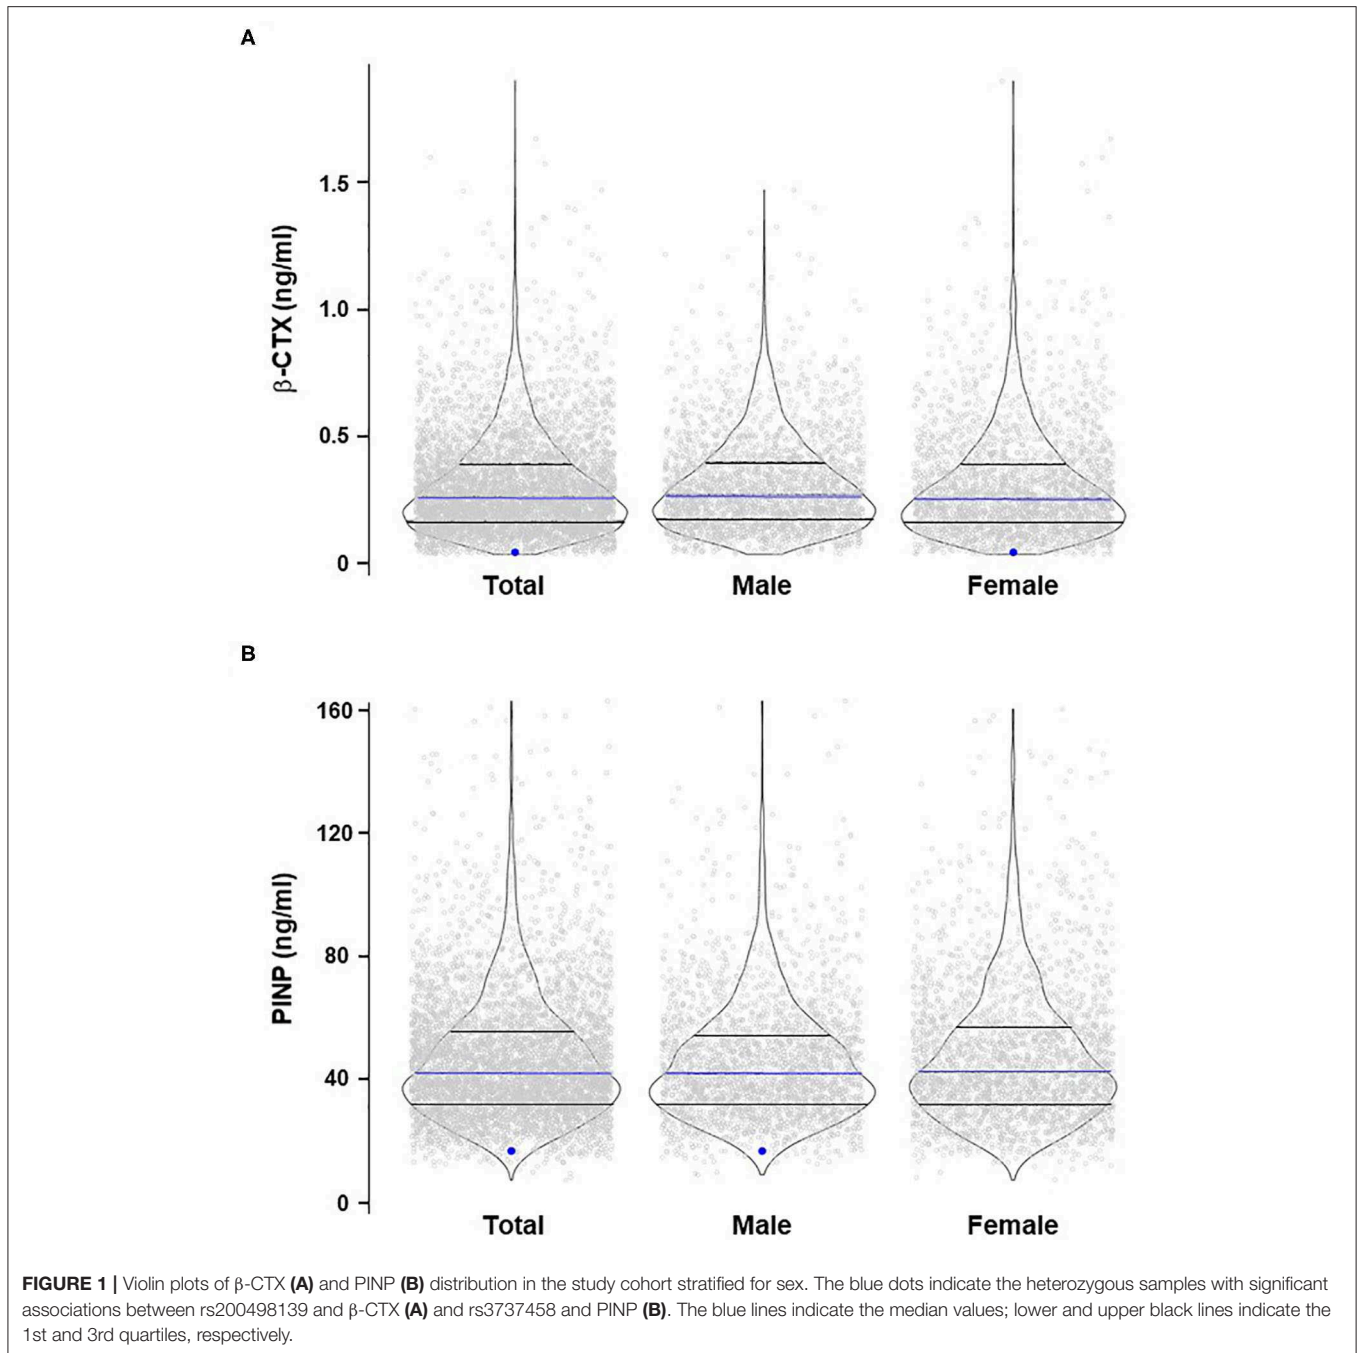 A
β-CTX (ng/ml)
1.5
1.0
0.5
0
Total Male Female
B
PINP (ng/ml)
160
120
80
40
0
Total Male Female
FIGURE 1 | Violin plots of β-CTX (A) and PINP (B) distribution in the study cohort stratified for sex. The blue dots indicate the heterozygous samples with significant
associations between rs200498139 and β-CTX (A) and rs3737458 and PINP (B). The blue lines indicate the median values; lower and upper black lines indicate the
1st and 3rd quartiles, respectively.